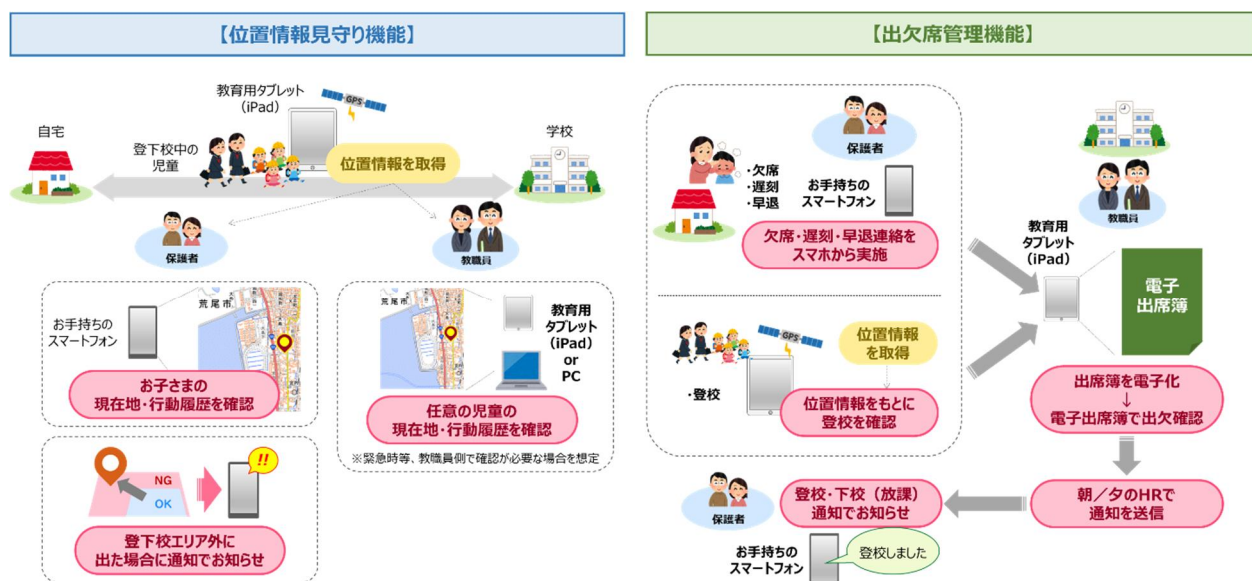 【位置情報見守り機能】
教育用タブレット
（iPad）
GPS
自宅
学校
登下校中の
児童
位置情報を取得
保護者
教職員
お手持ちの
スマートフォン
荒尾市
お子さまの
現在地・行動履歴を確認
荒尾市
教育用
タブレット
（iPad）
or
PC
任意の児童の
現在地・行動履歴を確認
※緊急時等、教職員側で確認が必要な場合を想定
NG
OK
!!
登下校エリア外に
出た場合に通知でお知らせ
【出欠席管理機能】
保護者
・欠席
・遅刻
・早退
お手持ちの
スマートフォン
欠席・遅刻・早退連絡を
スマホから実施
GPS
位置情報
を取得
・登校
位置情報をもとに
登校を確認
教職員
教育用
タブレット
（iPad）
電子
出席簿
出席簿を電子化
↓
電子出席簿で出欠確認
朝／夕のHRで
通知を送信
登校・下校（放課）
通知でお知らせ
保護者
お手持ちの
スマートフォン
登校しました